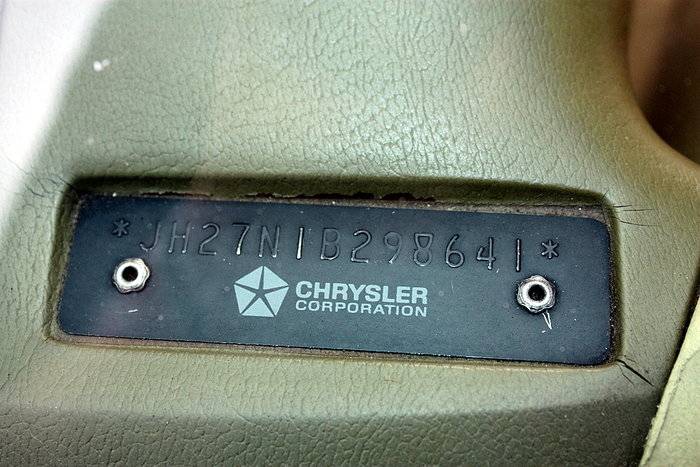 *JH27N1B298641*
CHRYSLER
CORPORATION